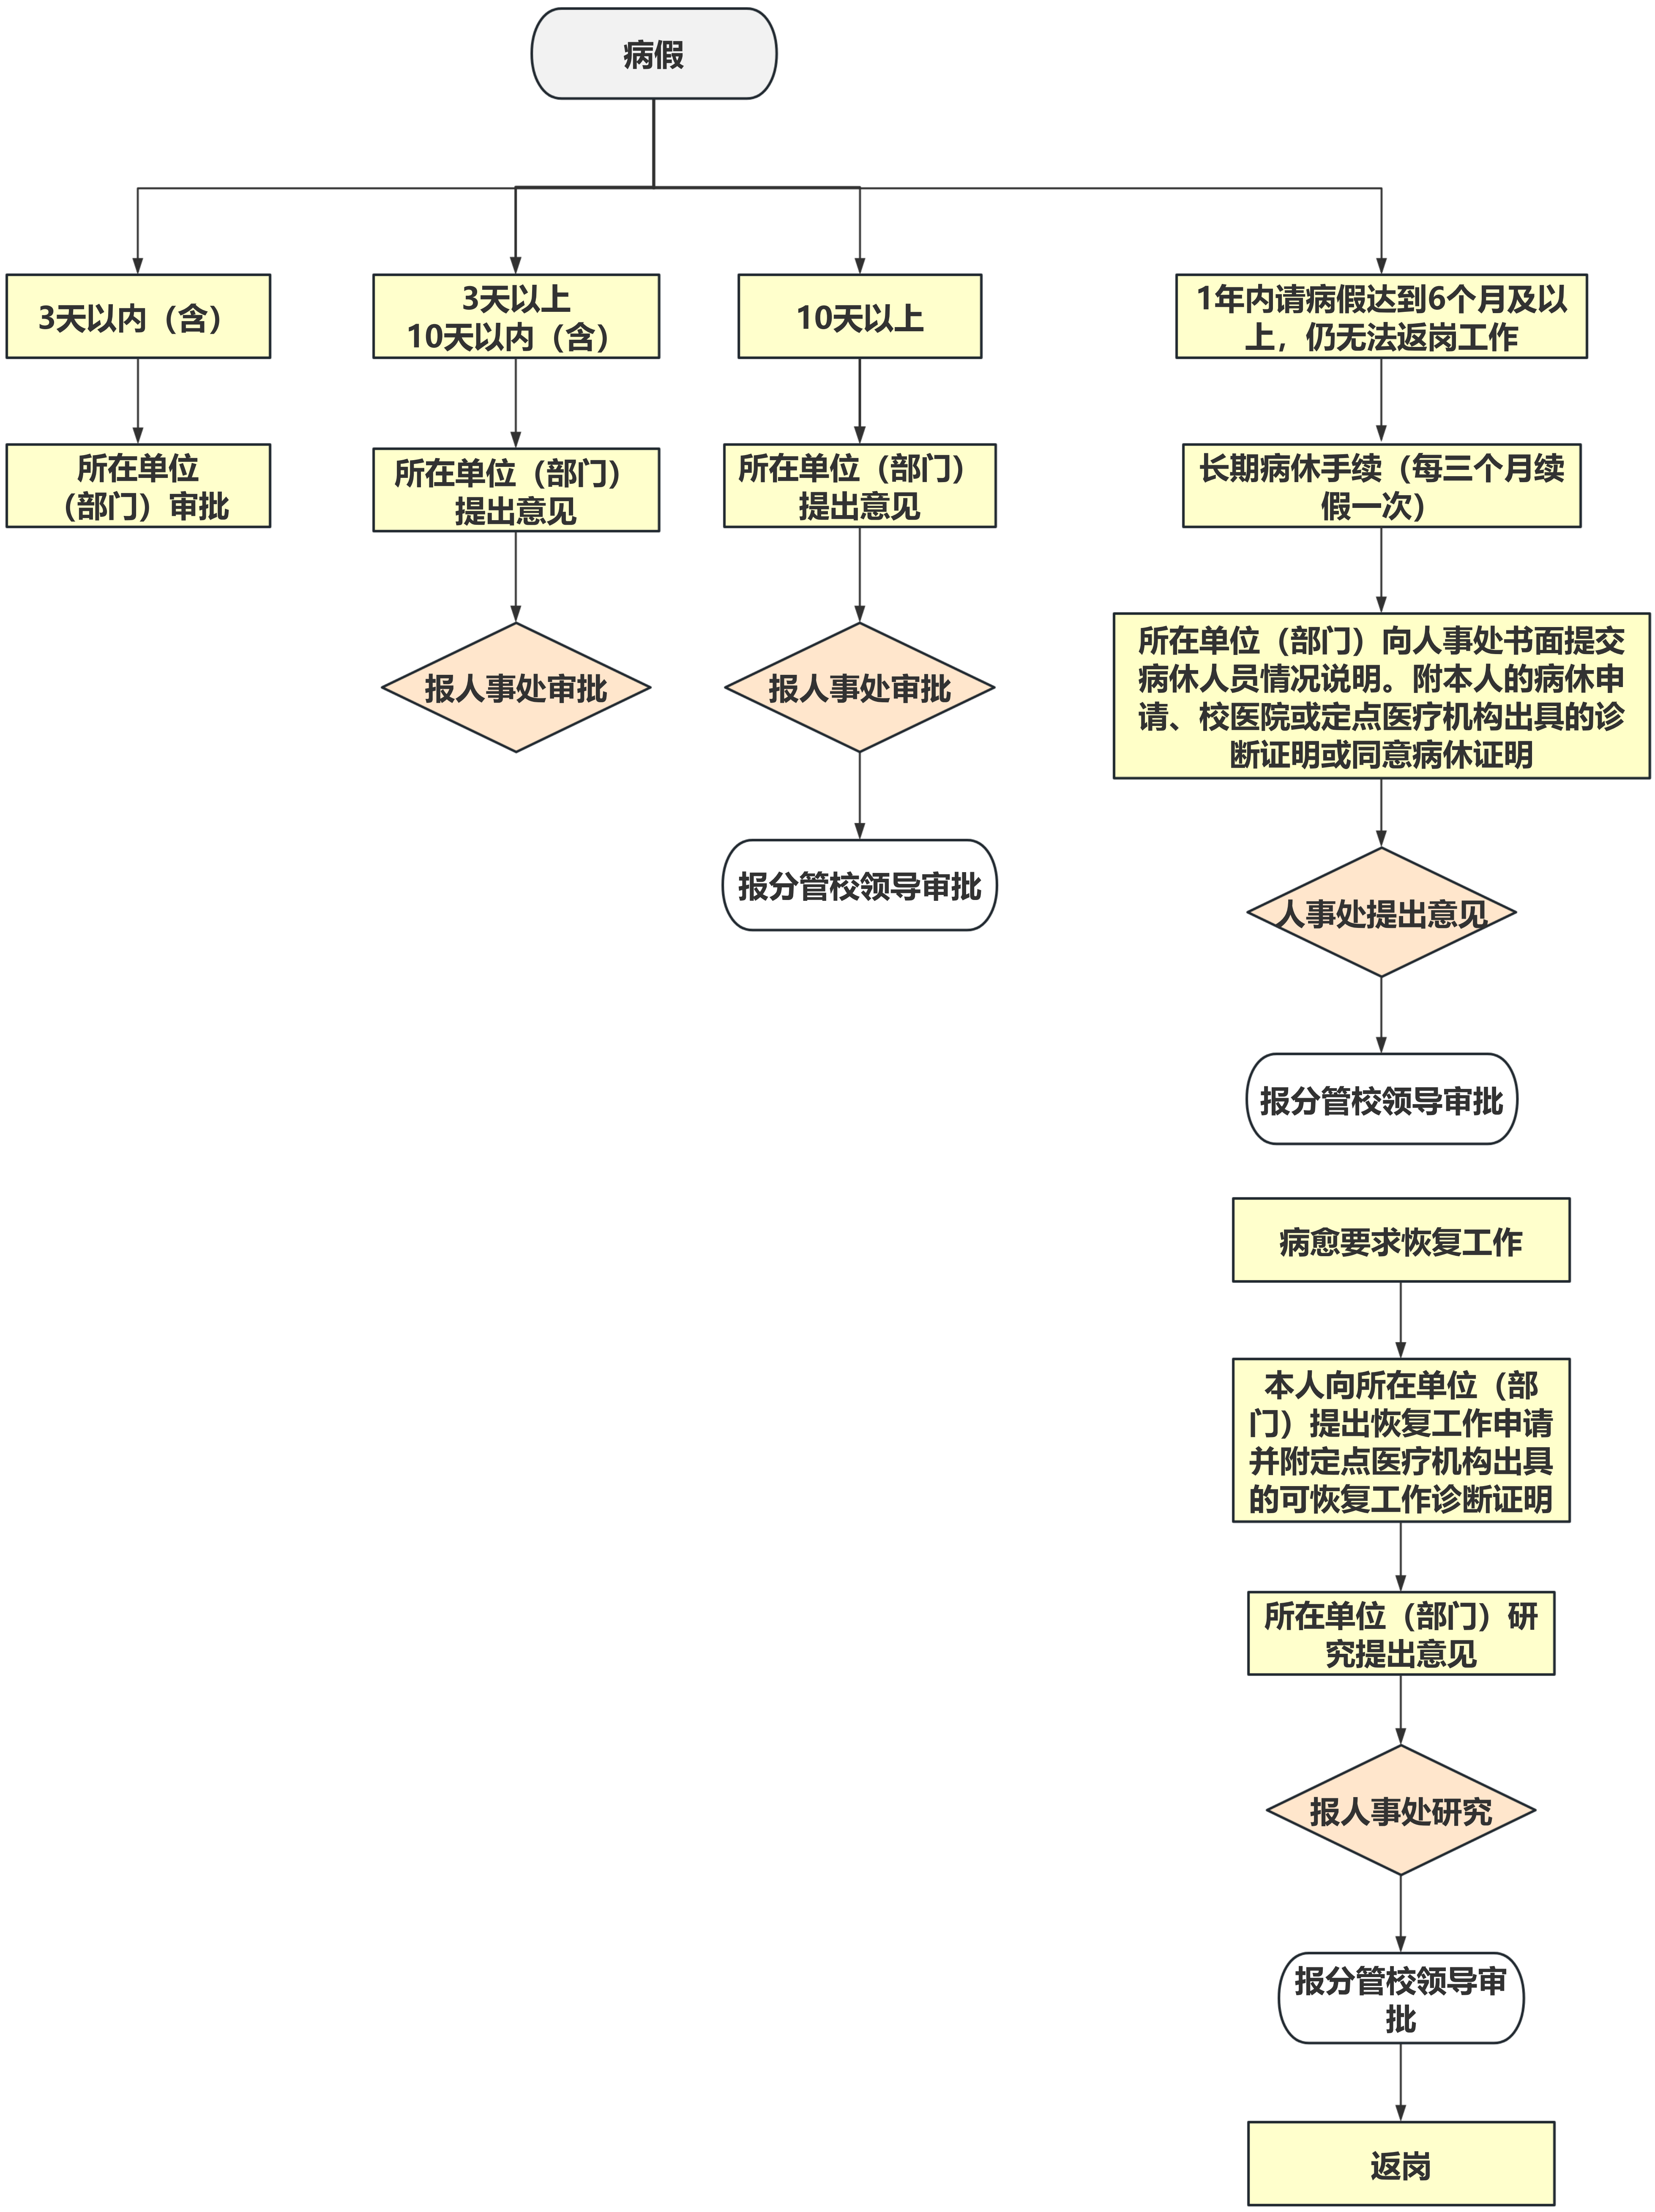 病假
3天以内（含）
所在单位
（部门）审批
3天以上
10天以内（含）
所在单位（部门）
提出意见
报人事处审批
10天以上
所在单位（部门）
提出意见
报人事处审批
报分管校领导审批
1年内请病假达到6个月及以
上，仍无法返岗工作
长期病休手续（每三个月续
假一次）
所在单位（部门）向人事处书面提交
病休人员情况说明。附本人的病休申
请、校医院或定点医疗机构出具的诊
断证明或同意病休证明
人事处提出意见
报分管校领导审批
病愈要求恢复工作
本人向所在单位（部
门）提出恢复工作申请
并附定点医疗机构出具
的可恢复工作诊断证明
所在单位（部门）研
究提出意见
报人事处研究
报分管校领导审
批
返岗